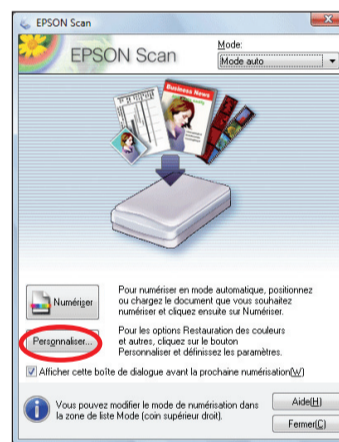 EPSON Scan
EPSON Scan
Mode:
Mode auto
Business News
Numériser
Pour numériser en mode automatique, positionnez
ou chargez le document que vous souhaitez
numériser et cliquez ensuite sur Numériser.
Personnaliser...
Pour les options Restauration des couleurs
et autres, cliquez sur le bouton
Personnaliser et définissez les paramètres.
Afficher cette boîte de dialogue avant la prochaine numérisation(W)
Vous pouvez modifier le mode de numérisation dans
la zone de liste Mode (coin supérieur droit).
Aide(H)
Fermer(C)